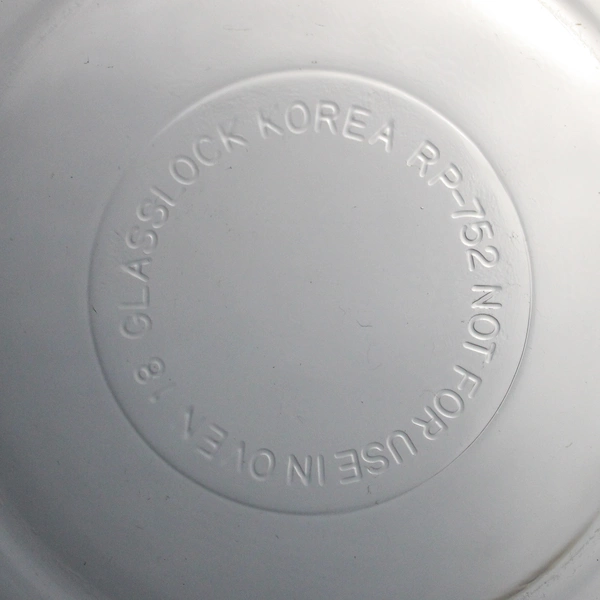 GLASSLOCK KOREA RP-752 NOT FOR USE IN OVEN 18